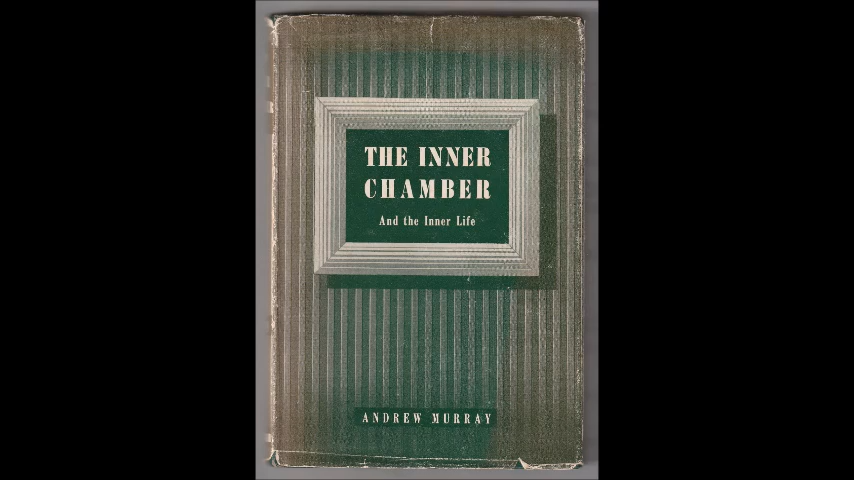 THE INNER
CHAMBER
And the Inner Life
ANDREW MURRAY